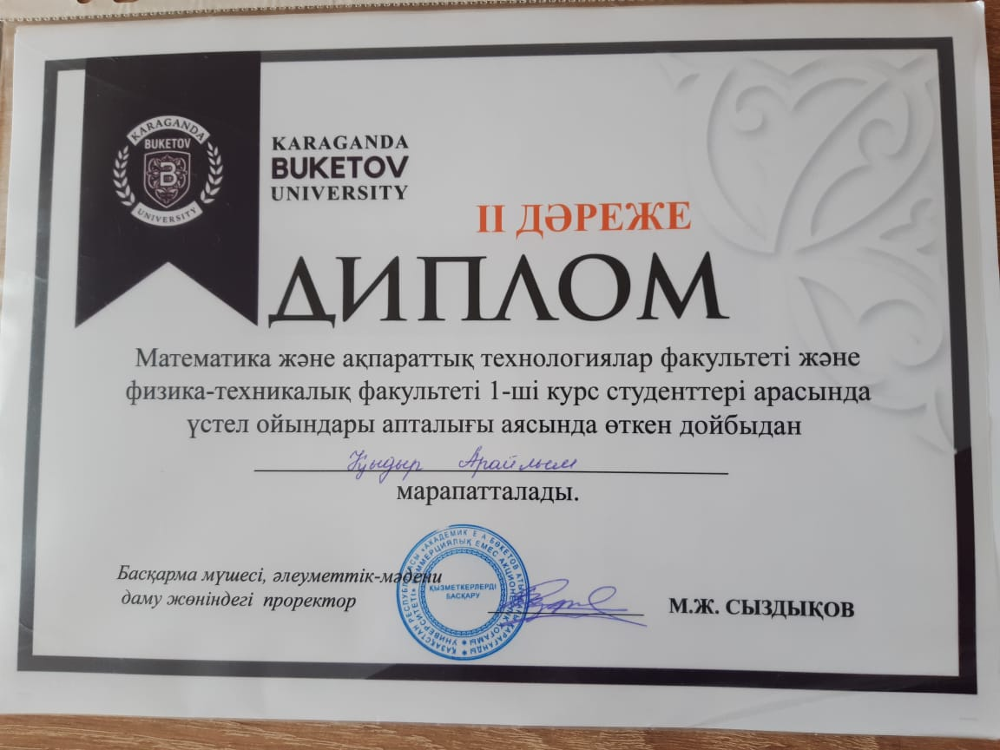 KARAGANDA
BUKETOV
B
UNIVERSITY
KARAGANDA
BUKETOV
UNIVERSITY
II ДӘРЕЖЕ
ДИПЛОМ
Математика және ақпараттық технологиялар факультеті және
физика-техникалық факультеті 1-ші курс студенттері арасында
үстел ойындары апталығы аясында өткен дойбыдан
Арайлым
марапатталады.
Басқарма мүшесі, әлеуметтік-мәдени
даму жөніндегі проректор
ҚЫЗМЕТКЕРЛЕРДІ
БАСҚАРУ
М.Ж. СЫЗДЫҚОВ